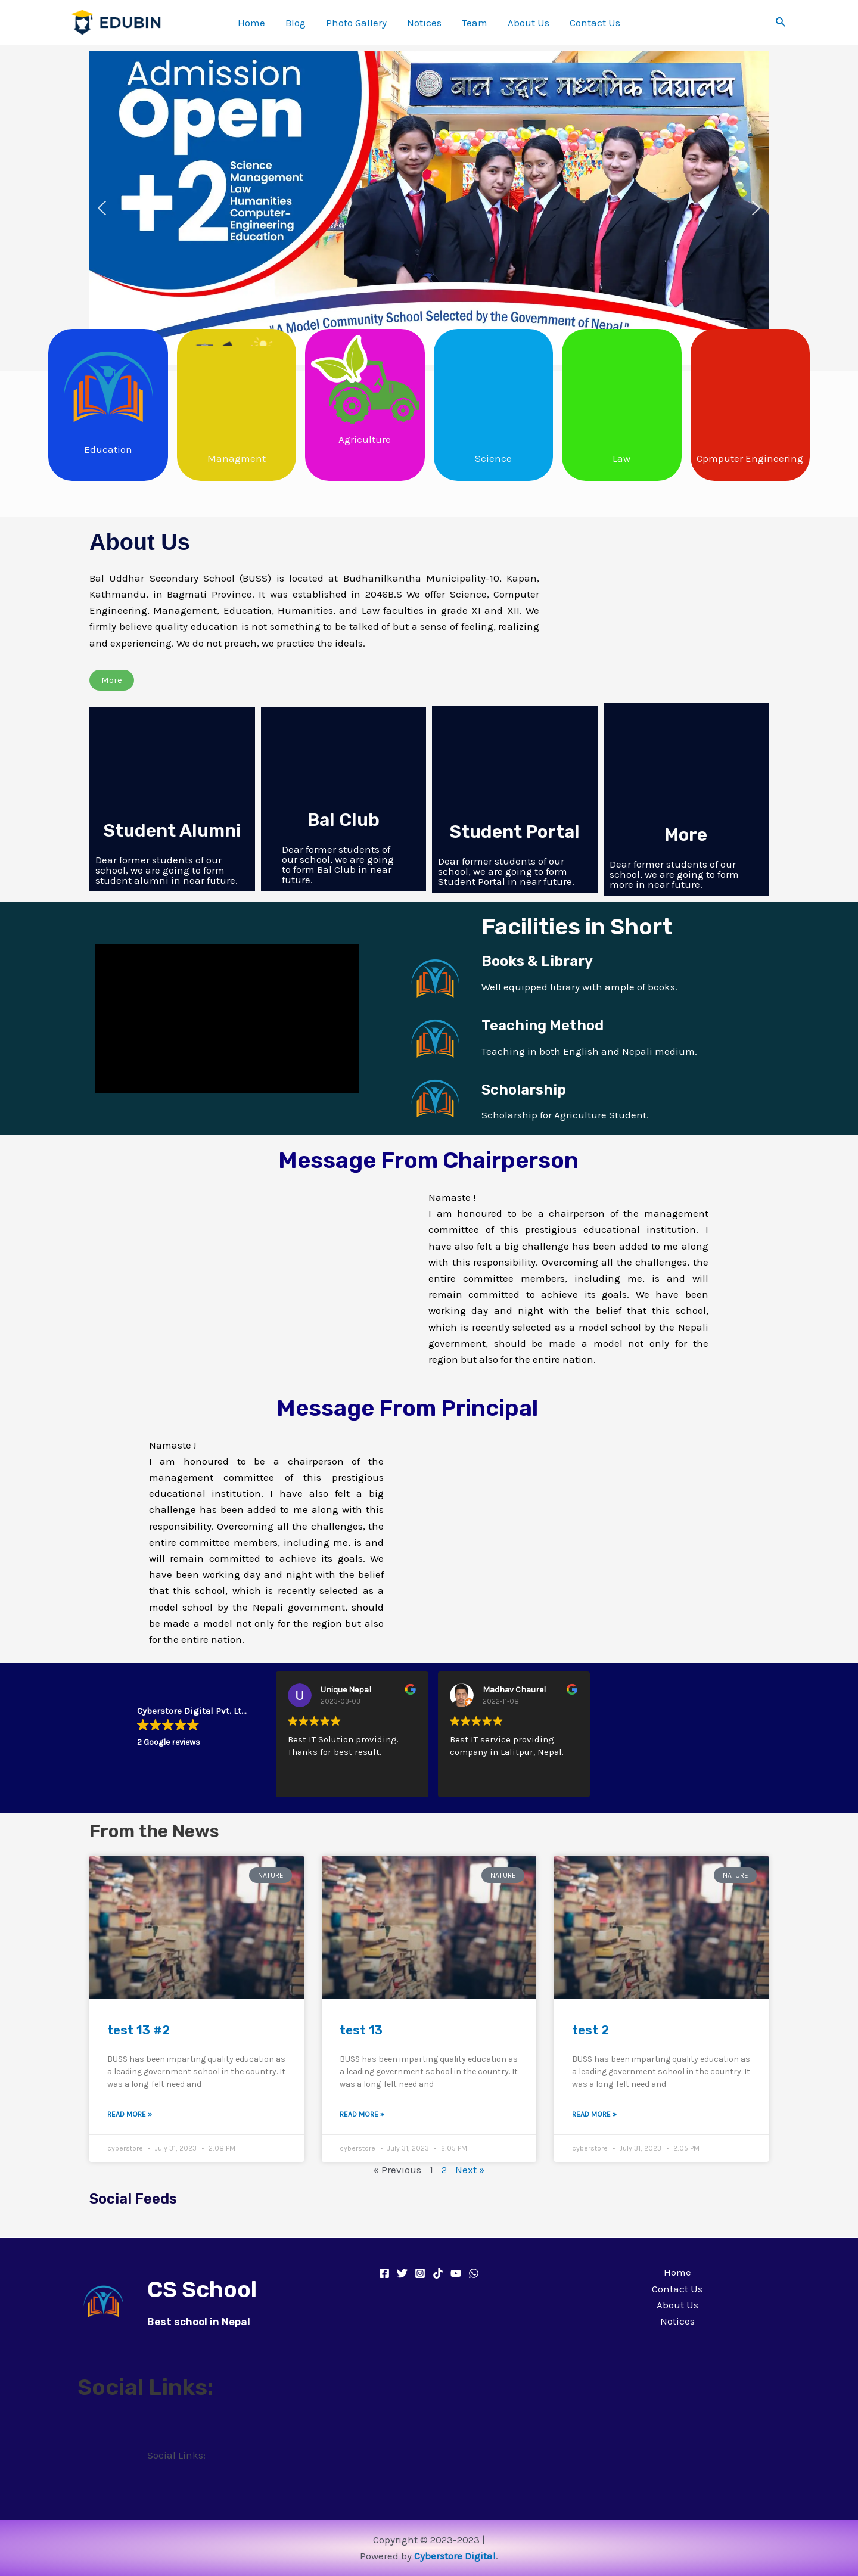 EDUBIN
Home Blog Photo Gallery Notices Team About Us Contact Us
Admission
Open
+2
Science
Management
Law
Humanities
Computer-
Engineering
Education
बाल उद्धार माध्यमिक विद्यालय
"A Model Community School Selected by the Government of Nepal"
Education
Managment
Agriculture
Science
Law
Cpmputer Engineering
About Us
Bal Uddhar Secondary School (BUSS) is located at Budhanilkantha Municipality-10, Kapan,
Kathmandu, in Bagmati Province. It was established in 2046B.S We offer Science, Computer
Engineering, Management, Education, Humanities, and Law faculties in grade XI and XII. We
firmly believe quality education is not something to be talked of but a sense of feeling, realizing
and experiencing. We do not preach, we practice the ideals.
More
Student Alumni
Dear former students of our
school, we are going to form
student alumni in near future.
Bal Club
Dear former students of
our school, we are going
to form Bal Club in near
future.
Student Portal
Dear former students of our
school, we are going to form
Student Portal in near future.
More
Dear former students of our
school, we are going to form
more in near future.
Facilities in Short
Books & Library
Well equipped library with ample of books.
Teaching Method
Teaching in both English and Nepali medium.
Scholarship
Scholarship for Agriculture Student.
Message From Chairperson
Namaste !
I am honoured to be a chairperson of the management
committee of this prestigious educational institution. I
have also felt a big challenge has been added to me along
with this responsibility. Overcoming all the challenges, the
entire committee members, including me, is and will
remain committed to achieve its goals. We have been
working day and night with the belief that this school,
which is recently selected as a model school by the Nepali
government, should be made a model not only for the
region but also for the entire nation.
Message From Principal
Namaste !
I am honoured to be a chairperson of the
management committee of this prestigious
educational institution. I have also felt a big
challenge has been added to me along with this
responsibility. Overcoming all the challenges, the
entire committee members, including me, is and
will remain committed to achieve its goals. We
have been working day and night with the belief
that this school, which is recently selected as a
model school by the Nepali government, should
be made a model not only for the region but also
for the entire nation.
Cyberstore Digital Pvt. Lt...
2 Google reviews
U
Unique Nepal
2023-03-03
Best IT Solution providing.
Thanks for best result.
Madhav Chaurel
2022-11-08
Best IT service providing
company in Lalitpur, Nepal.
From the News
NATURE
test 13 #2
BUSS has been imparting quality education as
a leading government school in the country. It
was a long-felt need and
READ MORE »
cyberstore • July 31, 2023 • 2:08 PM
NATURE
test 13
BUSS has been imparting quality education as
a leading government school in the country. It
was a long-felt need and
READ MORE »
cyberstore • July 31, 2023 • 2:05 PM
NATURE
test 2
BUSS has been imparting quality education as
a leading government school in the country. It
was a long-felt need and
READ MORE »
cyberstore • July 31, 2023 • 2:05 PM
« Previous 1 2 Next »
Social Feeds
CS School
Best school in Nepal
Home
Contact Us
About Us
Notices
Social Links:
Social Links:
Copyright © 2023-2023 |
Powered by Cyberstore Digital.